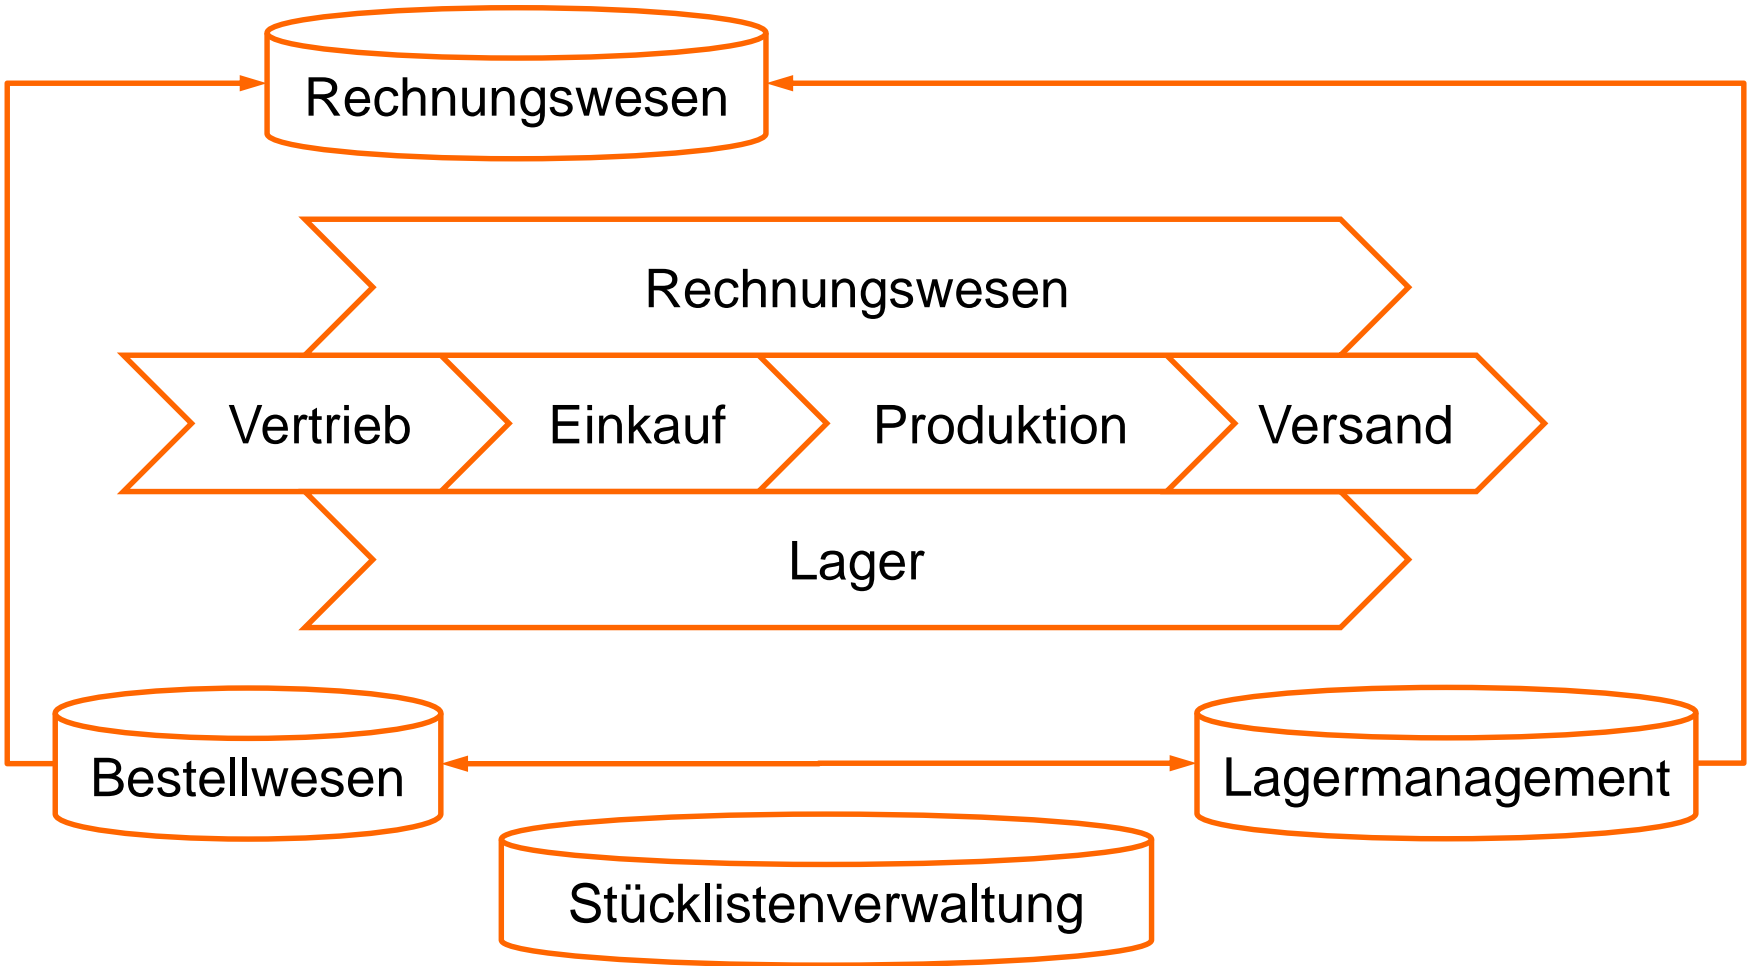 Rechnungswesen
Rechnungswesen
Vertrieb
Einkauf
Produktion
Versand
Lager
Bestellwesen
Lagermanagement
Stücklistenverwaltung